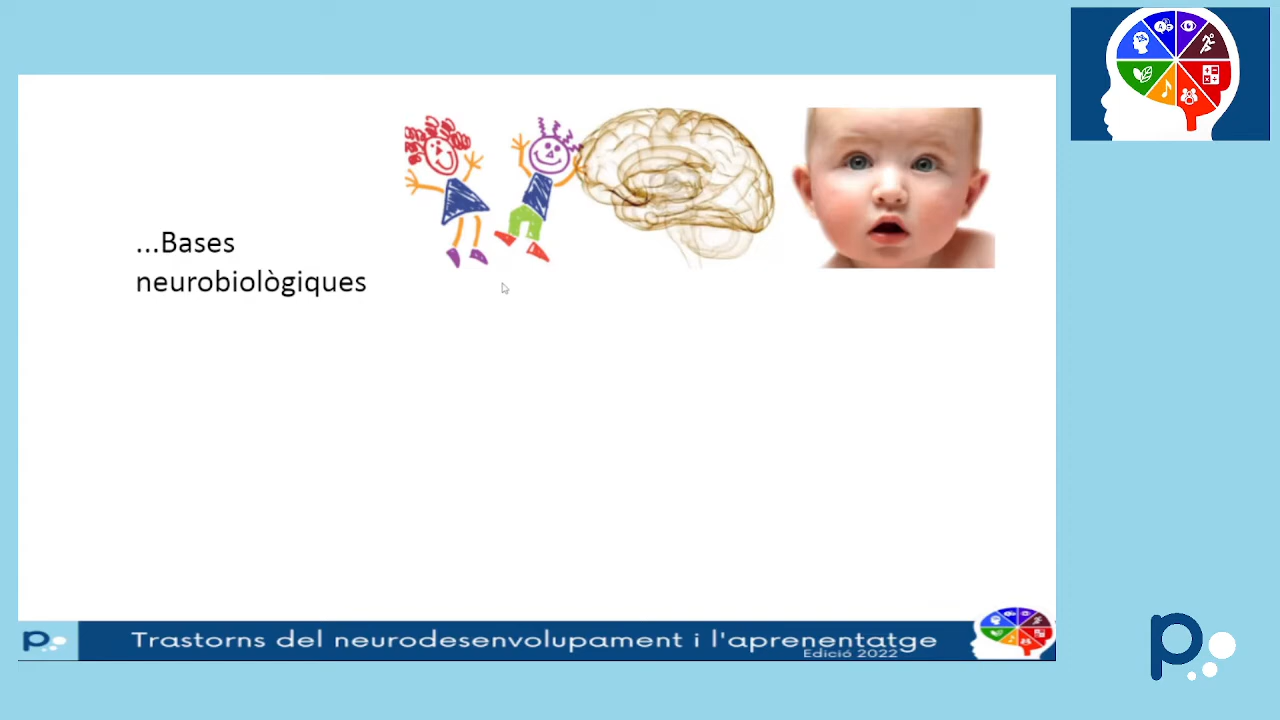 ...Bases
neurobiològiques
p
Trastorns del neurodesenvolupament i l'aprenentatge
Edició 2022
p